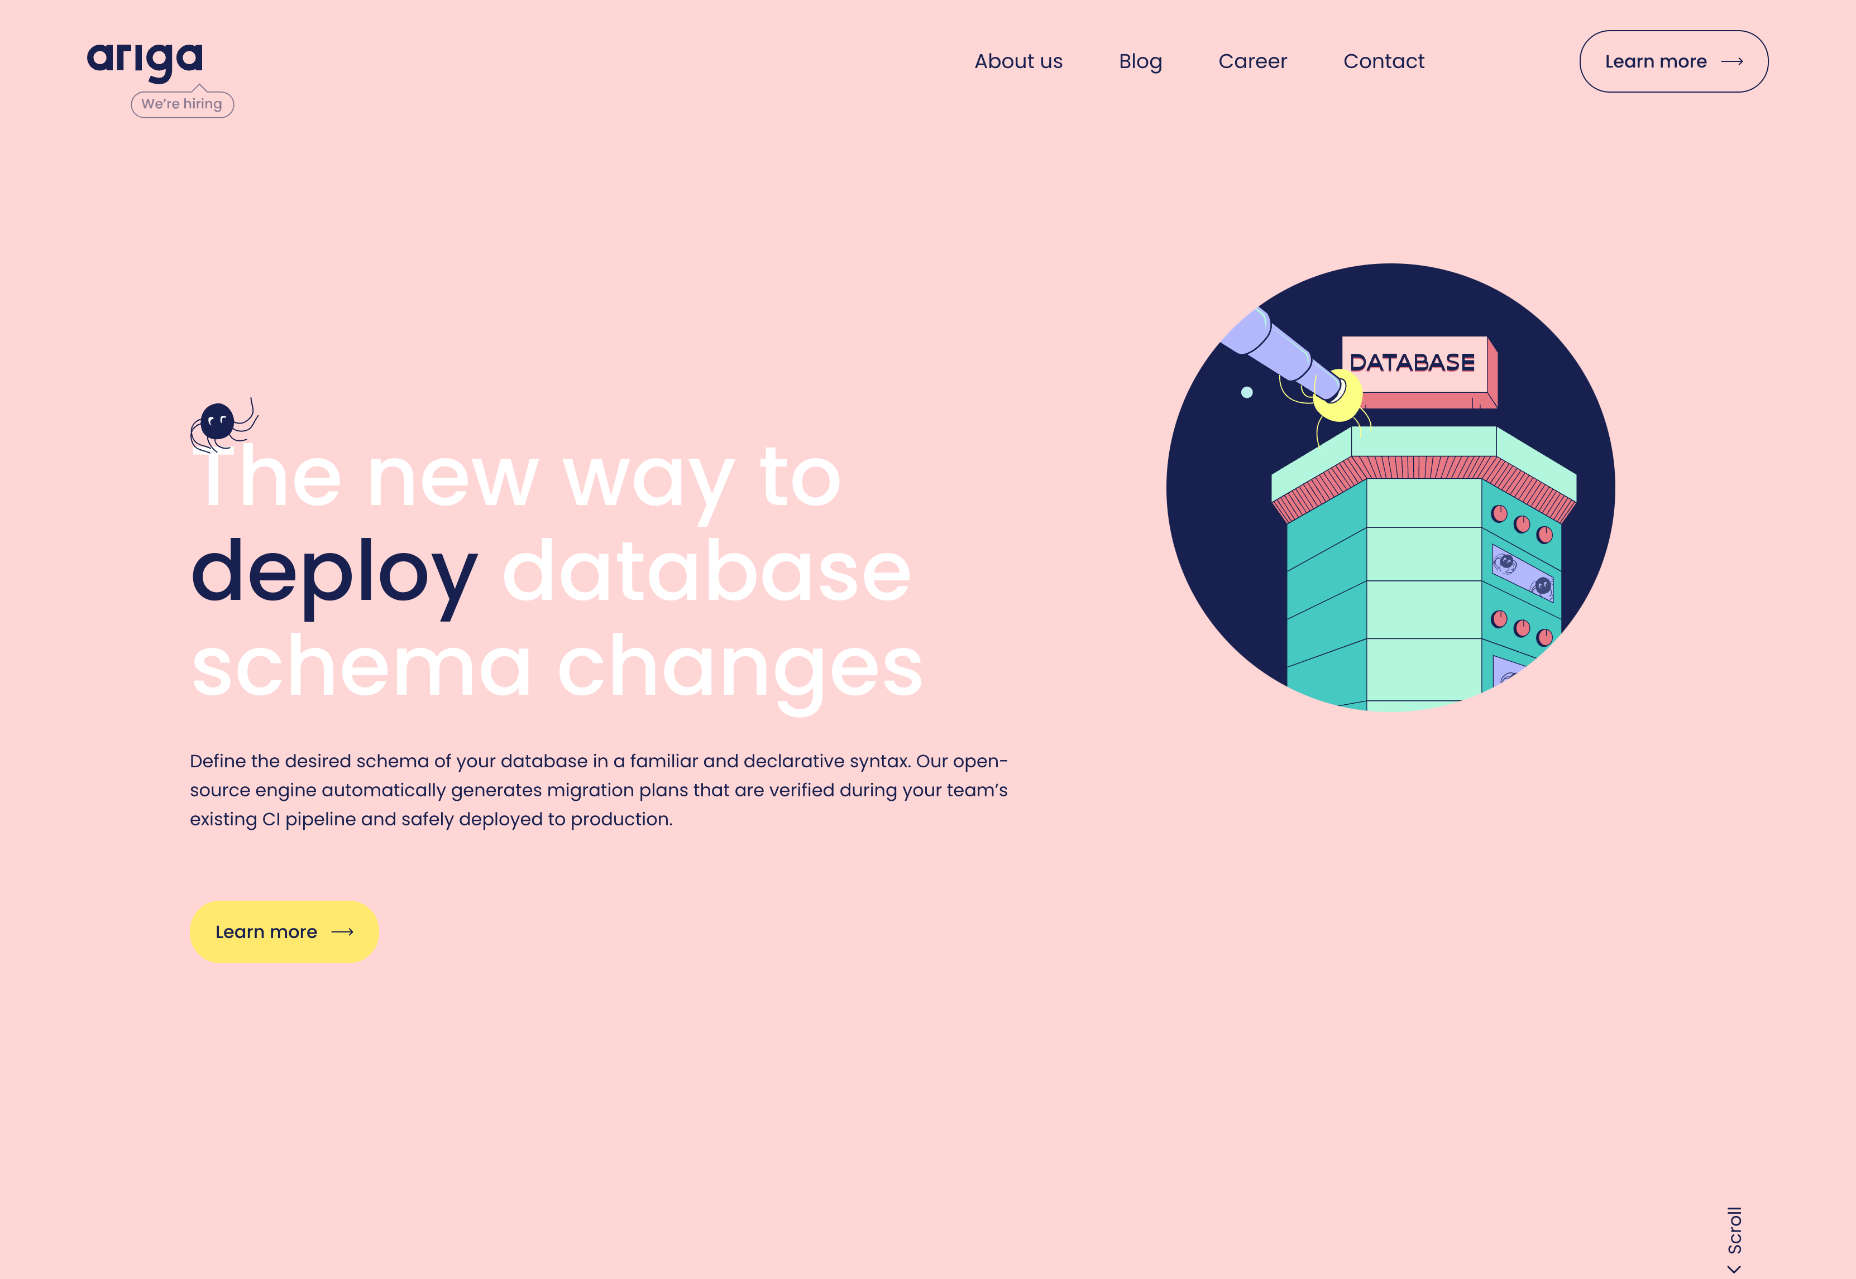 ariga
We're hiring
About us
Blog
Career
Contact
Learn more
DATABASE
The new way to
deploy database
schema changes
Define the desired schema of your database in a familiar and declarative syntax. Our open-
source engine automatically generates migration plans that are verified during your team’s
existing CI pipeline and safely deployed to production.
Learn more
Scroll